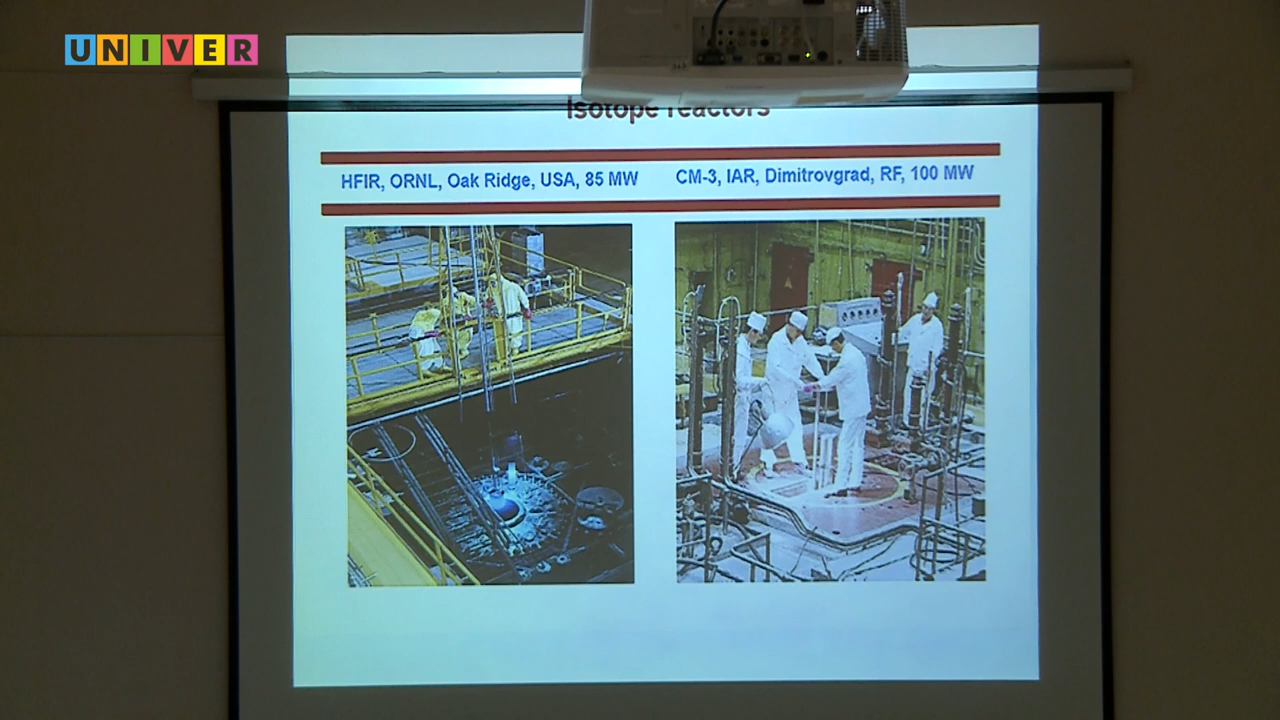 UNIVER
Isotope reactors
HFIR, ORNL, Oak Ridge, USA, 85 MW
CM-3, IAR, Dimitrovgrad, RF, 100 MW